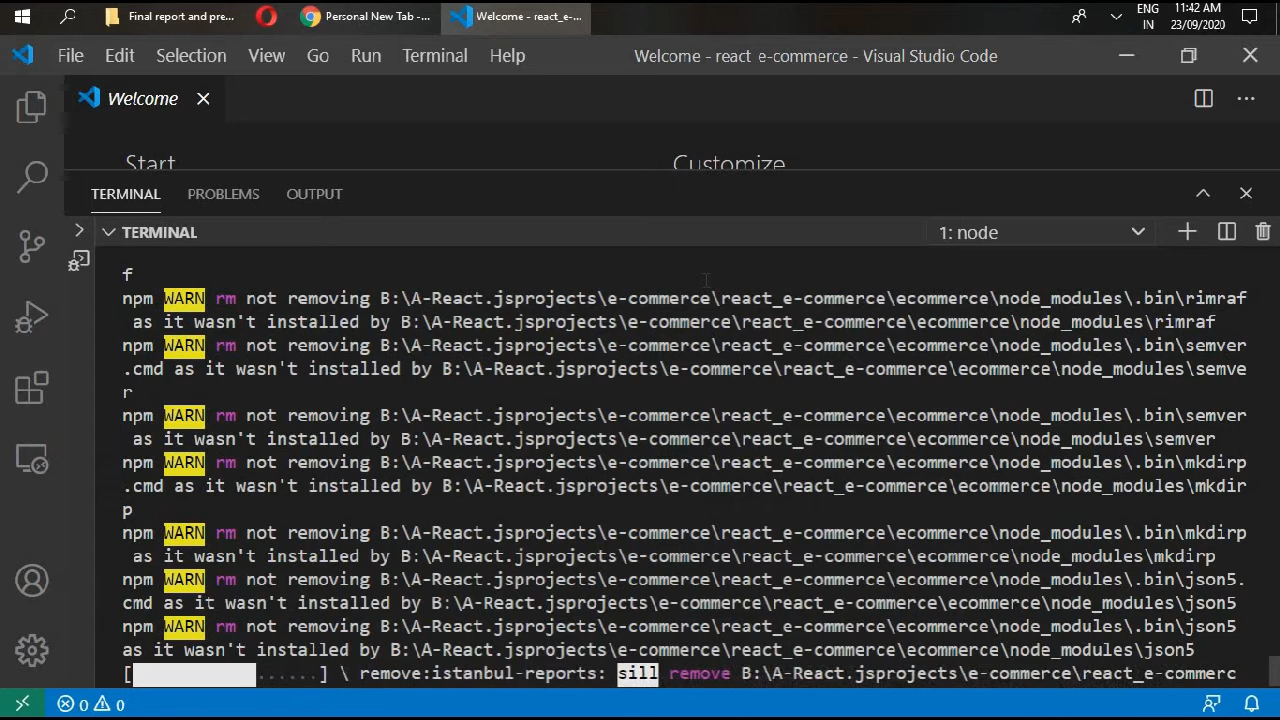 Final report and pre...
Personal New Tab -...
Welcome - react_e-...
ENG
IN
11:42 AM
23/09/2020
File Edit Selection View Go Run Terminal Help
Welcome - react_e-commerce - Visual Studio Code
Welcome
Start
Customize
TERMINAL PROBLEMS OUTPUT
TERMINAL
1: node
f
npm WARN rm not removing B:\A-React.jsprojects\e-commerce\react_e-commerce\ecommerce\node_modules\.bin\rimraf
as it wasn't installed by B:\A-React.jsprojects\e-commerce\react_e-commerce\ecommerce\node_modules\rimraf
npm WARN rm not removing B:\A-React.jsprojects\e-commerce\react_e-commerce\ecommerce\node_modules\.bin\semver
.cmd as it wasn't installed by B:\A-React.jsprojects\e-commerce\react_e-commerce\ecommerce\node_modules\semve
r
npm WARN rm not removing B:\A-React.jsprojects\e-commerce\react_e-commerce\ecommerce\node_modules\.bin\semver
as it wasn't installed by B:\A-React.jsprojects\e-commerce\react_e-commerce\ecommerce\node_modules\semver
npm WARN rm not removing B:\A-React.jsprojects\e-commerce\react_e-commerce\ecommerce\node_modules\.bin\mkdirp
.cmd as it wasn't installed by B:\A-React.jsprojects\e-commerce\react_e-commerce\ecommerce\node_modules\mkdir
p
npm WARN rm not removing B:\A-React.jsprojects\e-commerce\react_e-commerce\ecommerce\node_modules\.bin\mkdirp
as it wasn't installed by B:\A-React.jsprojects\e-commerce\react_e-commerce\ecommerce\node_modules\mkdirp
npm WARN rm not removing B:\A-React.jsprojects\e-commerce\react_e-commerce\ecommerce\node_modules\.bin\json5.
cmd as it wasn't installed by B:\A-React.jsprojects\e-commerce\react_e-commerce\ecommerce\node_modules\json5
npm WARN rm not removing B:\A-React.jsprojects\e-commerce\react_e-commerce\ecommerce\node_modules\.bin\json5
as it wasn't installed by B:\A-React.jsprojects\e-commerce\react_e-commerce\ecommerce\node_modules\json5
[ ......] \ remove:istanbul-reports: sill remove B:\A-React.jsprojects\e-commerce\react_e-commerc
0 0